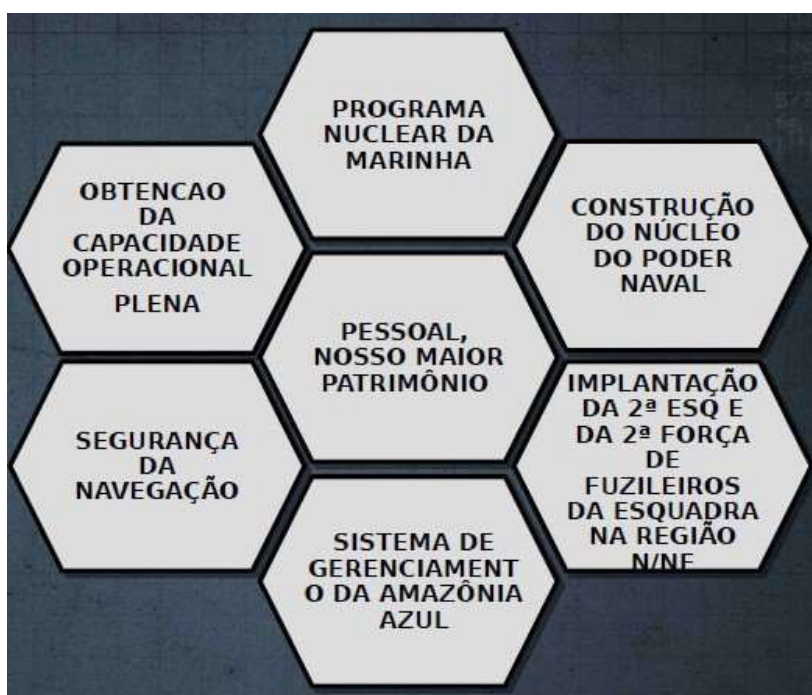 PROGRAMA
NUCLEAR DA
MARINHA
OBTENCAO
DA
CAPACIDADE
OPERACIONAL
PLENA
CONSTRUÇÃO
DO NÚCLEO
DO PODER
NAVAL
PESSOAL,
NOSSO MAIOR
PATRIMÔNIO
SEGURANÇA
DA
NAVEGAÇÃO
IMPLANTAÇÃO
DA 2ª ESQ E
DA 2ª FORÇA
DE
FUZILEIROS
DA ESQUADRA
NA REGIÃO
N/NE
SISTEMA DE
GERENCIAMENT
O DA AMAZÔNIA
AZUL